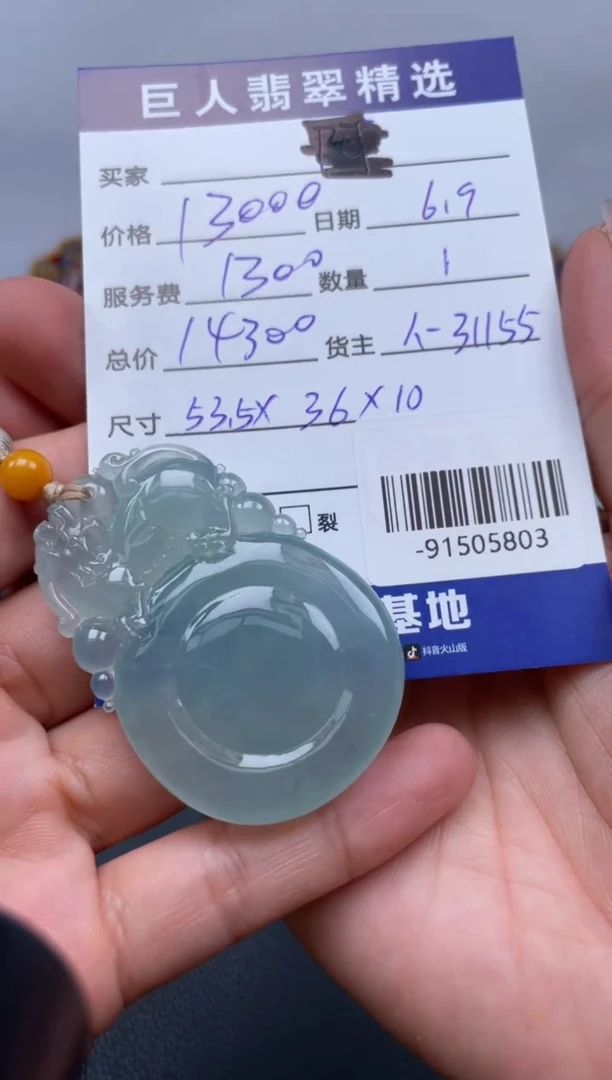 巨人翡翠精选
买家
价格 13000 日期 6.9
服务费 1300 数量 1
总价 14300 货主 人-31155
尺寸 53.5X 36X10
裂
-91505803
基地
抖音火山版